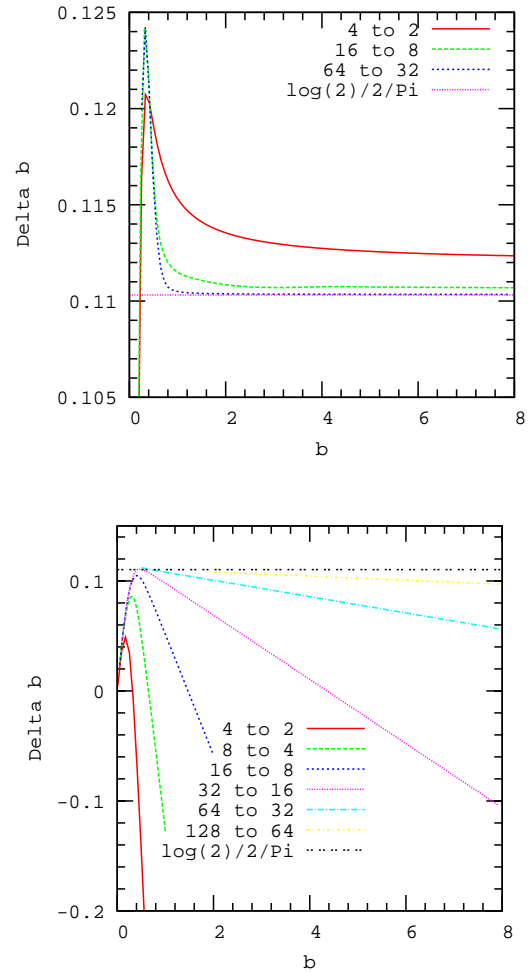 0.125
0.12
0.115
0.11
0.105
Delta b
4 to 2
16 to 8
64 to 32
log(2)/2/Pi
0 2 4 6 8
b
0.1
0
-0.1
-0.2
Delta b
4 to 2
8 to 4
16 to 8
32 to 16
64 to 32
128 to 64
log(2)/2/Pi
0 2 4 6 8
b